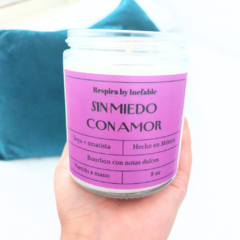 Respira by Inefable
SIN MIEDO
CON AMOR
Soya + amatista
Hecho en México
Bourbon con notas dulces
Vertido a mano
8 oz